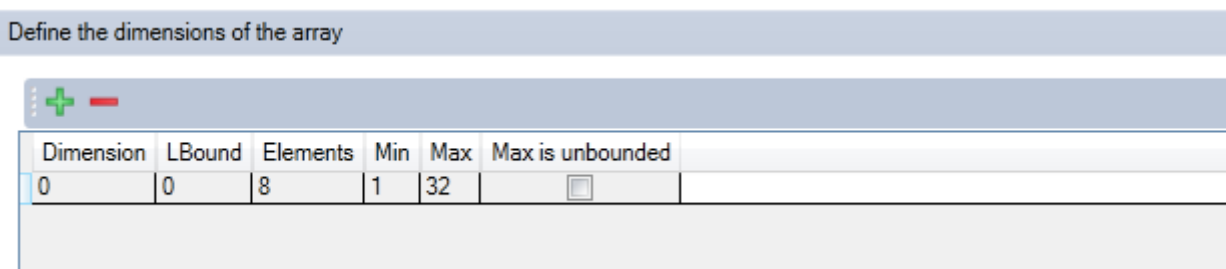 Define the dimensions of the array
Dimension LBound Elements Min Max Max is unbounded
0 0 8 1 32